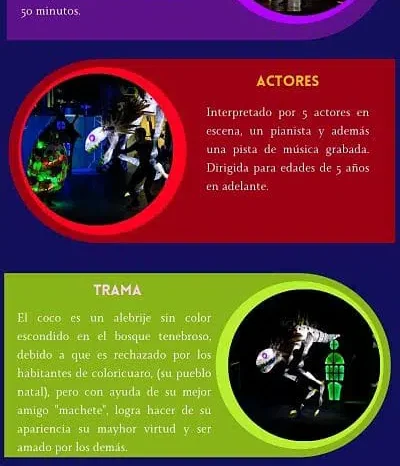 50 minutos.
ACTORES
Interpretado por 5 actores en
escena, un pianista y además
una pista de música grabada.
Dirigida para edades de 5 años
en adelante.
TRAMA
El coco es un alebrije sin color
escondido en el bosque tenebroso,
debido a que es rechazado por los
habitantes de coloricuaro, (su pueblo
natal), pero con ayuda de su mejor
amigo "machete", logra hacer de su
apariencia su mayhor virtud y ser
amado por los demás.